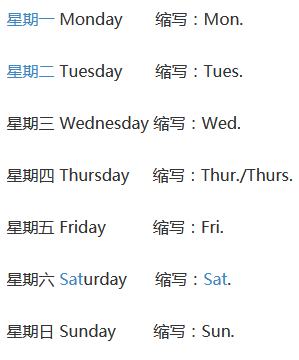 星期一 Monday 缩写：Mon.
星期二 Tuesday 缩写：Tues.
星期三 Wednesday 缩写：Wed.
星期四 Thursday 缩写：Thur./Thurs.
星期五 Friday 缩写：Fri.
星期六 Saturday 缩写：Sat.
星期日 Sunday 缩写：Sun.